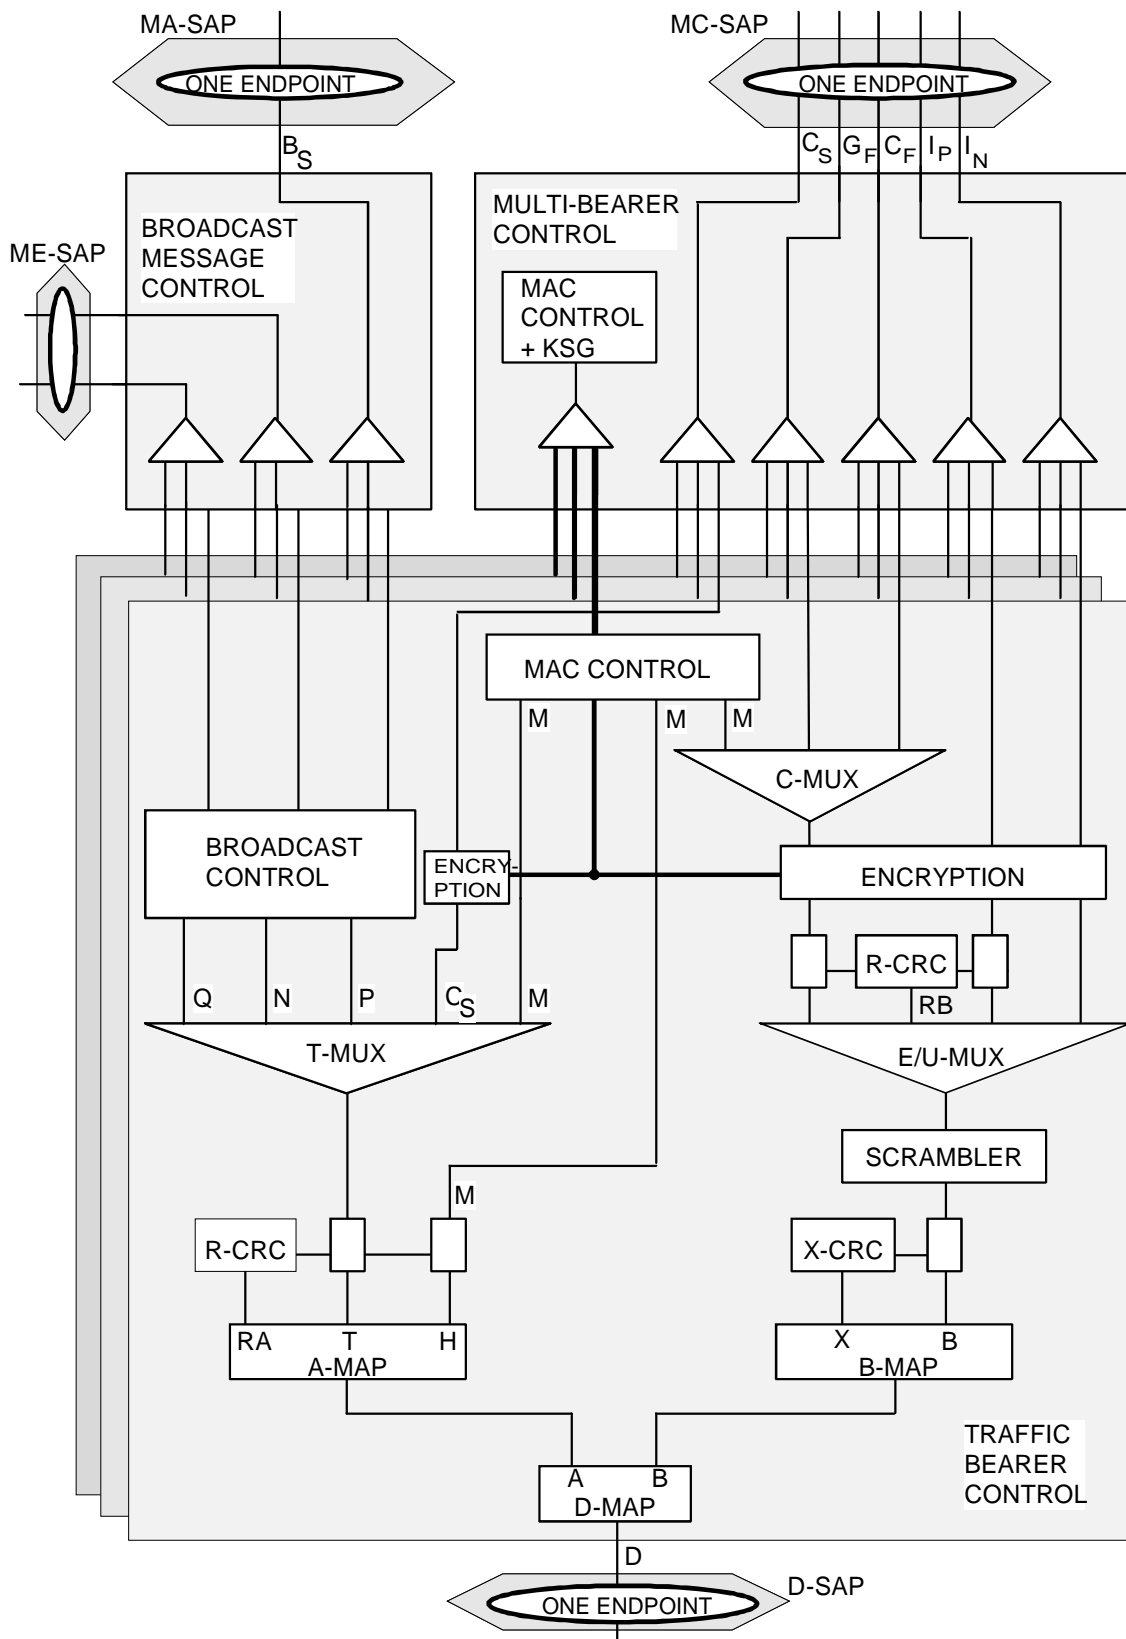 MA-SAP
MC-SAP
ONE ENDPOINT
ONE ENDPOINT
BS
CS GF CF IP IN
ME-SAP
BROADCAST
MESSAGE
CONTROL
MULTI-BEARER
CONTROL
MAC
CONTROL
+ KSG
MAC CONTROL
M
M
M
C-MUX
BROADCAST
CONTROL
ENCRY-
PTION
ENCRYPTION
R-CRC
RB
Q
N
P
CS
M
T-MUX
E/U-MUX
SCRAMBLER
M
R-CRC
X-CRC
RA T H
A-MAP
X B
B-MAP
TRAFFIC
BEARER
CONTROL
A B
D-MAP
D
D-SAP
ONE ENDPOINT